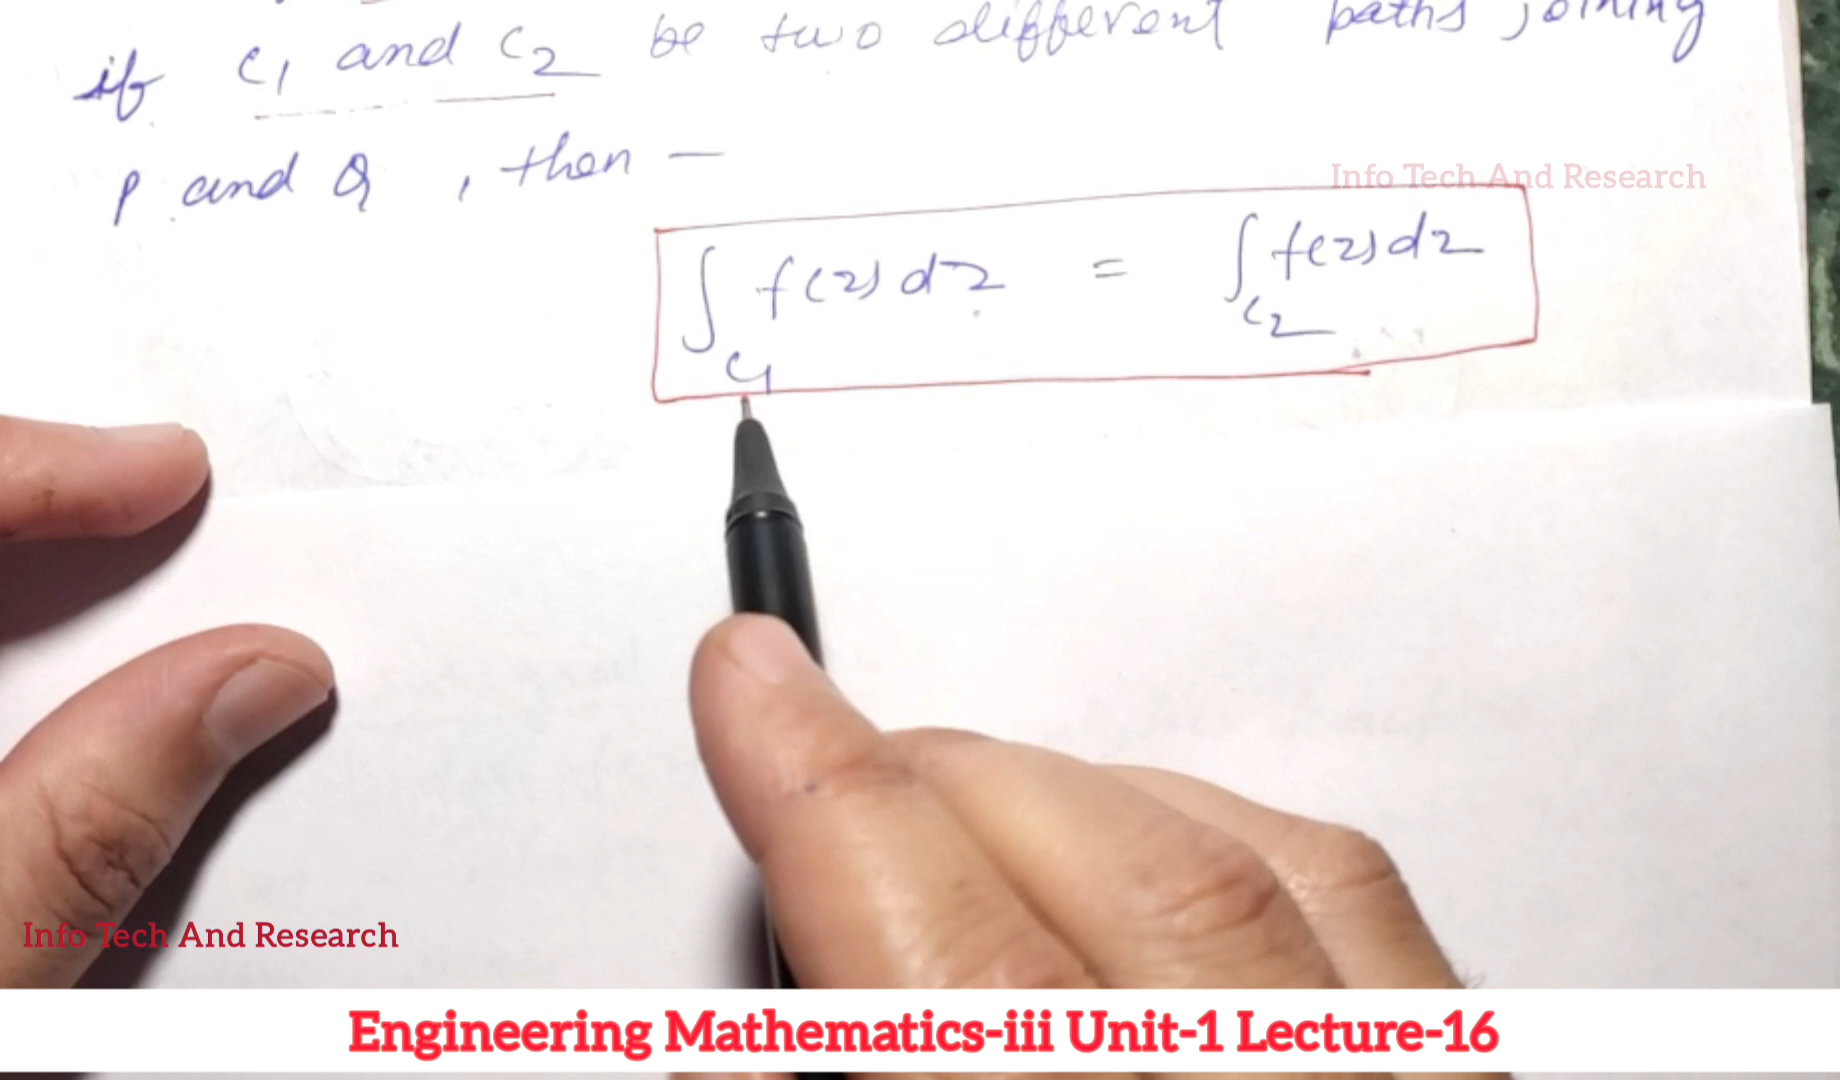 if C1 and C2 be two different paths joining
P and Q , then —
Info Tech And Research
∫C1 f(z) dz = ∫C2 f(z) dz
Info Tech And Research
Engineering Mathematics-iii Unit-1 Lecture-16